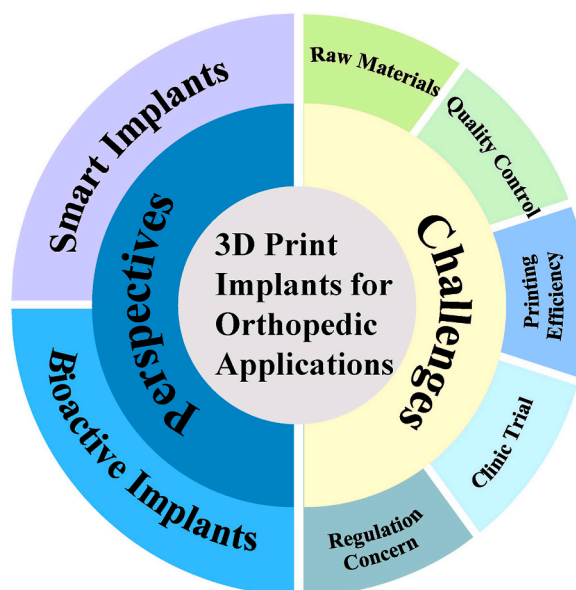 3D Print
Implants for
Orthopedic
Applications
Perspectives
Smart Implants
Bioactive Implants
Challenges
Raw Materials
Quality Control
Printing
Efficiency
Clinic Trial
Regulation
Concern